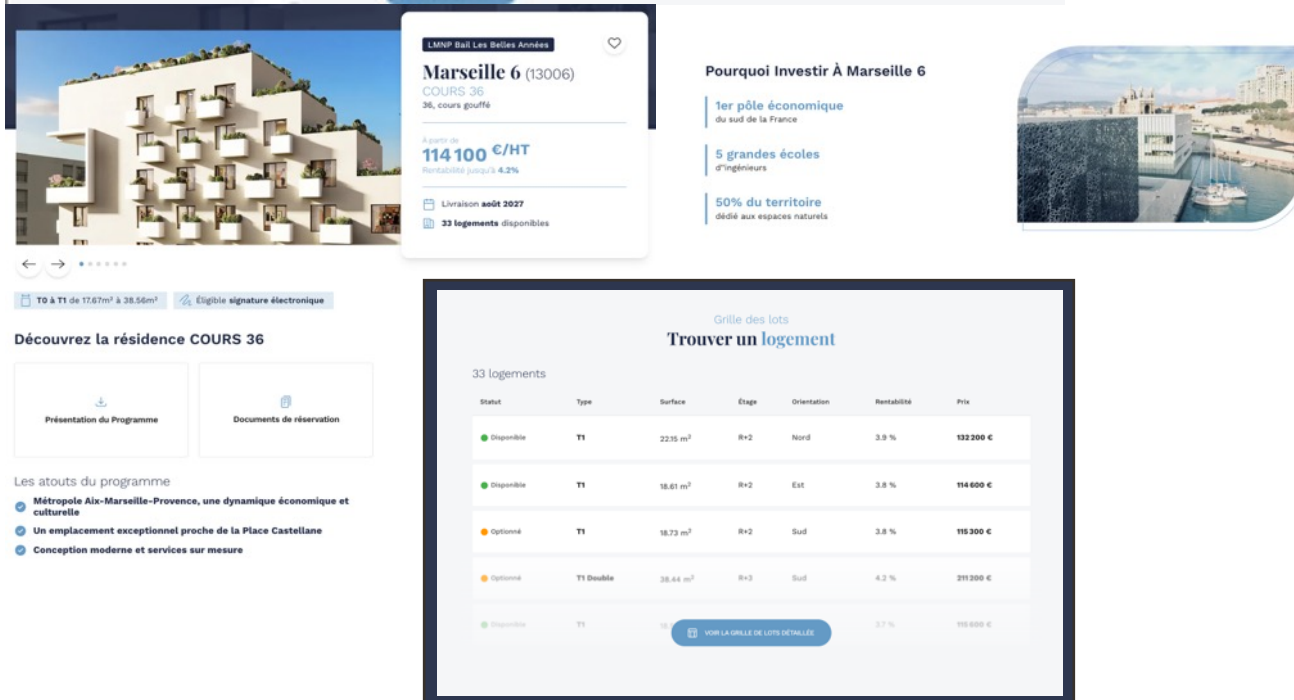 LMNP Bail Les Belles Années
Marseille 6 (13006)
COURS 36
36, cours gouffé
A partir de
114 100 €/HT
Rentabilité jusqu'à 4.2%
Livraison août 2027
33 logements disponibles
T0 à T1 de 17.67m² à 38.56m²
Éligible signature électronique
Découvrez la résidence COURS 36
Présentation du Programme
Documents de réservation
Les atouts du programme
Métropole Aix-Marseille-Provence, une dynamique économique et
culturelle
Un emplacement exceptionnel proche de la Place Castellane
Conception moderne et services sur mesure
Pourquoi Investir À Marseille 6
1er pôle économique
du sud de la France
5 grandes écoles
d''ingénieurs
50% du territoire
dédié aux espaces naturels
Grille des lots
Trouver un logement
33 logements
Statut Type Surface Étage Orientation Rentabilité Prix
Disponible T1 22.15 m² R+2 Nord 3.9 % 132 200 €
Disponible T1 18.61 m² R+2 Est 3.8 % 114 600 €
Optionné T1 18.73 m² R+2 Sud 3.8 % 115 300 €
Optionné T1 Double 38.44 m² R+3 Sud 4.2 % 211 200 €
Disponible T1 3.7 % 115 600 €
VOIR LA GRILLE DE LOTS DÉTAILLÉE